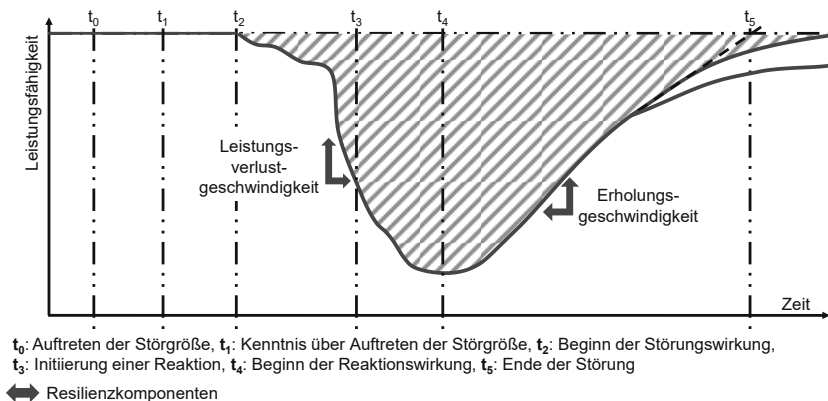 t0 t1 t2 t3 t4 t5
Leistungsfähigkeit
Leistungs-
verlust-
geschwindigkeit
Erholungs-
geschwindigkeit
Zeit
t0: Auftreten der Störgröße, t1: Kenntnis über Auftreten der Störgröße, t2: Beginn der Störungswirkung,
t3: Initiierung einer Reaktion, t4: Beginn der Reaktionswirkung, t5: Ende der Störung
Resilienzkomponenten